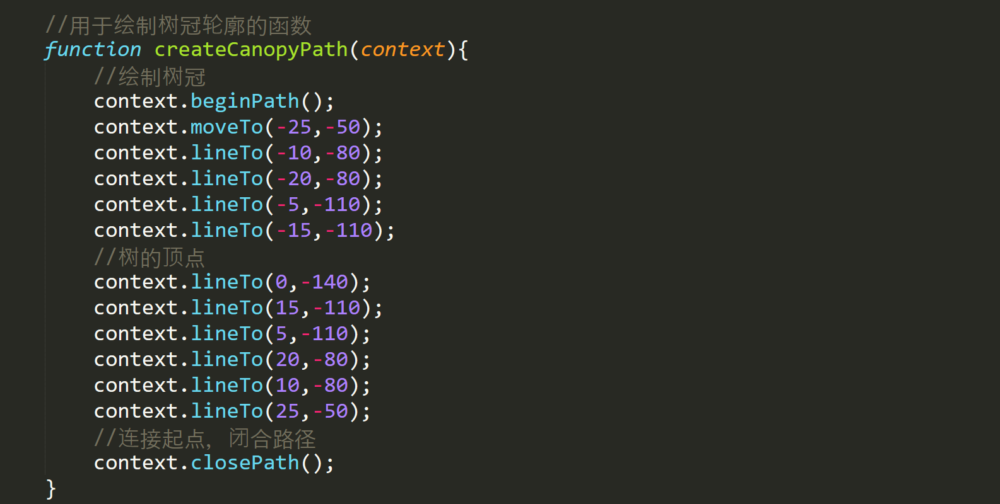 //用于绘制树冠轮廓的函数
function createCanopyPath(context){
//绘制树冠
context.beginPath();
context.moveTo(-25,-50);
context.lineTo(-10,-80);
context.lineTo(-20,-80);
context.lineTo(-5,-110);
context.lineTo(-15,-110);
//树的顶点
context.lineTo(0,-140);
context.lineTo(15,-110);
context.lineTo(5,-110);
context.lineTo(20,-80);
context.lineTo(10,-80);
context.lineTo(25,-50);
//连接起点，闭合路径
context.closePath();
}